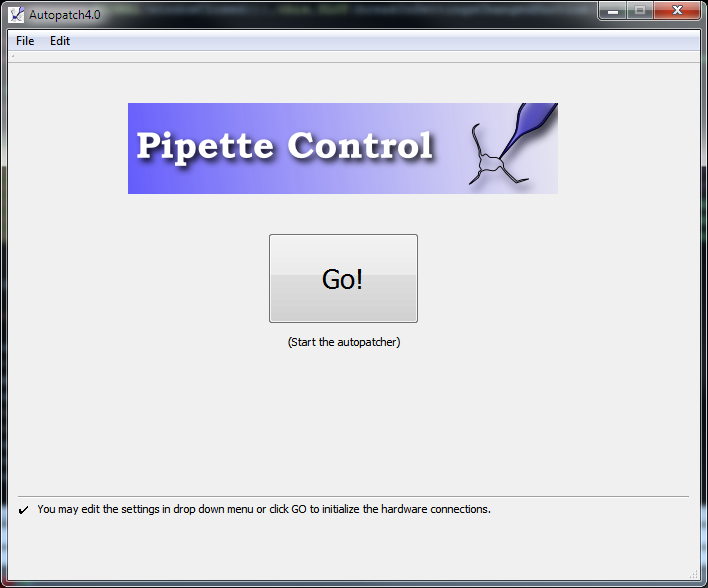 Autopatch4.0
File Edit
Pipette Control
Go!
(Start the autopatcher)
You may edit the settings in drop down menu or click GO to initialize the hardware connections.